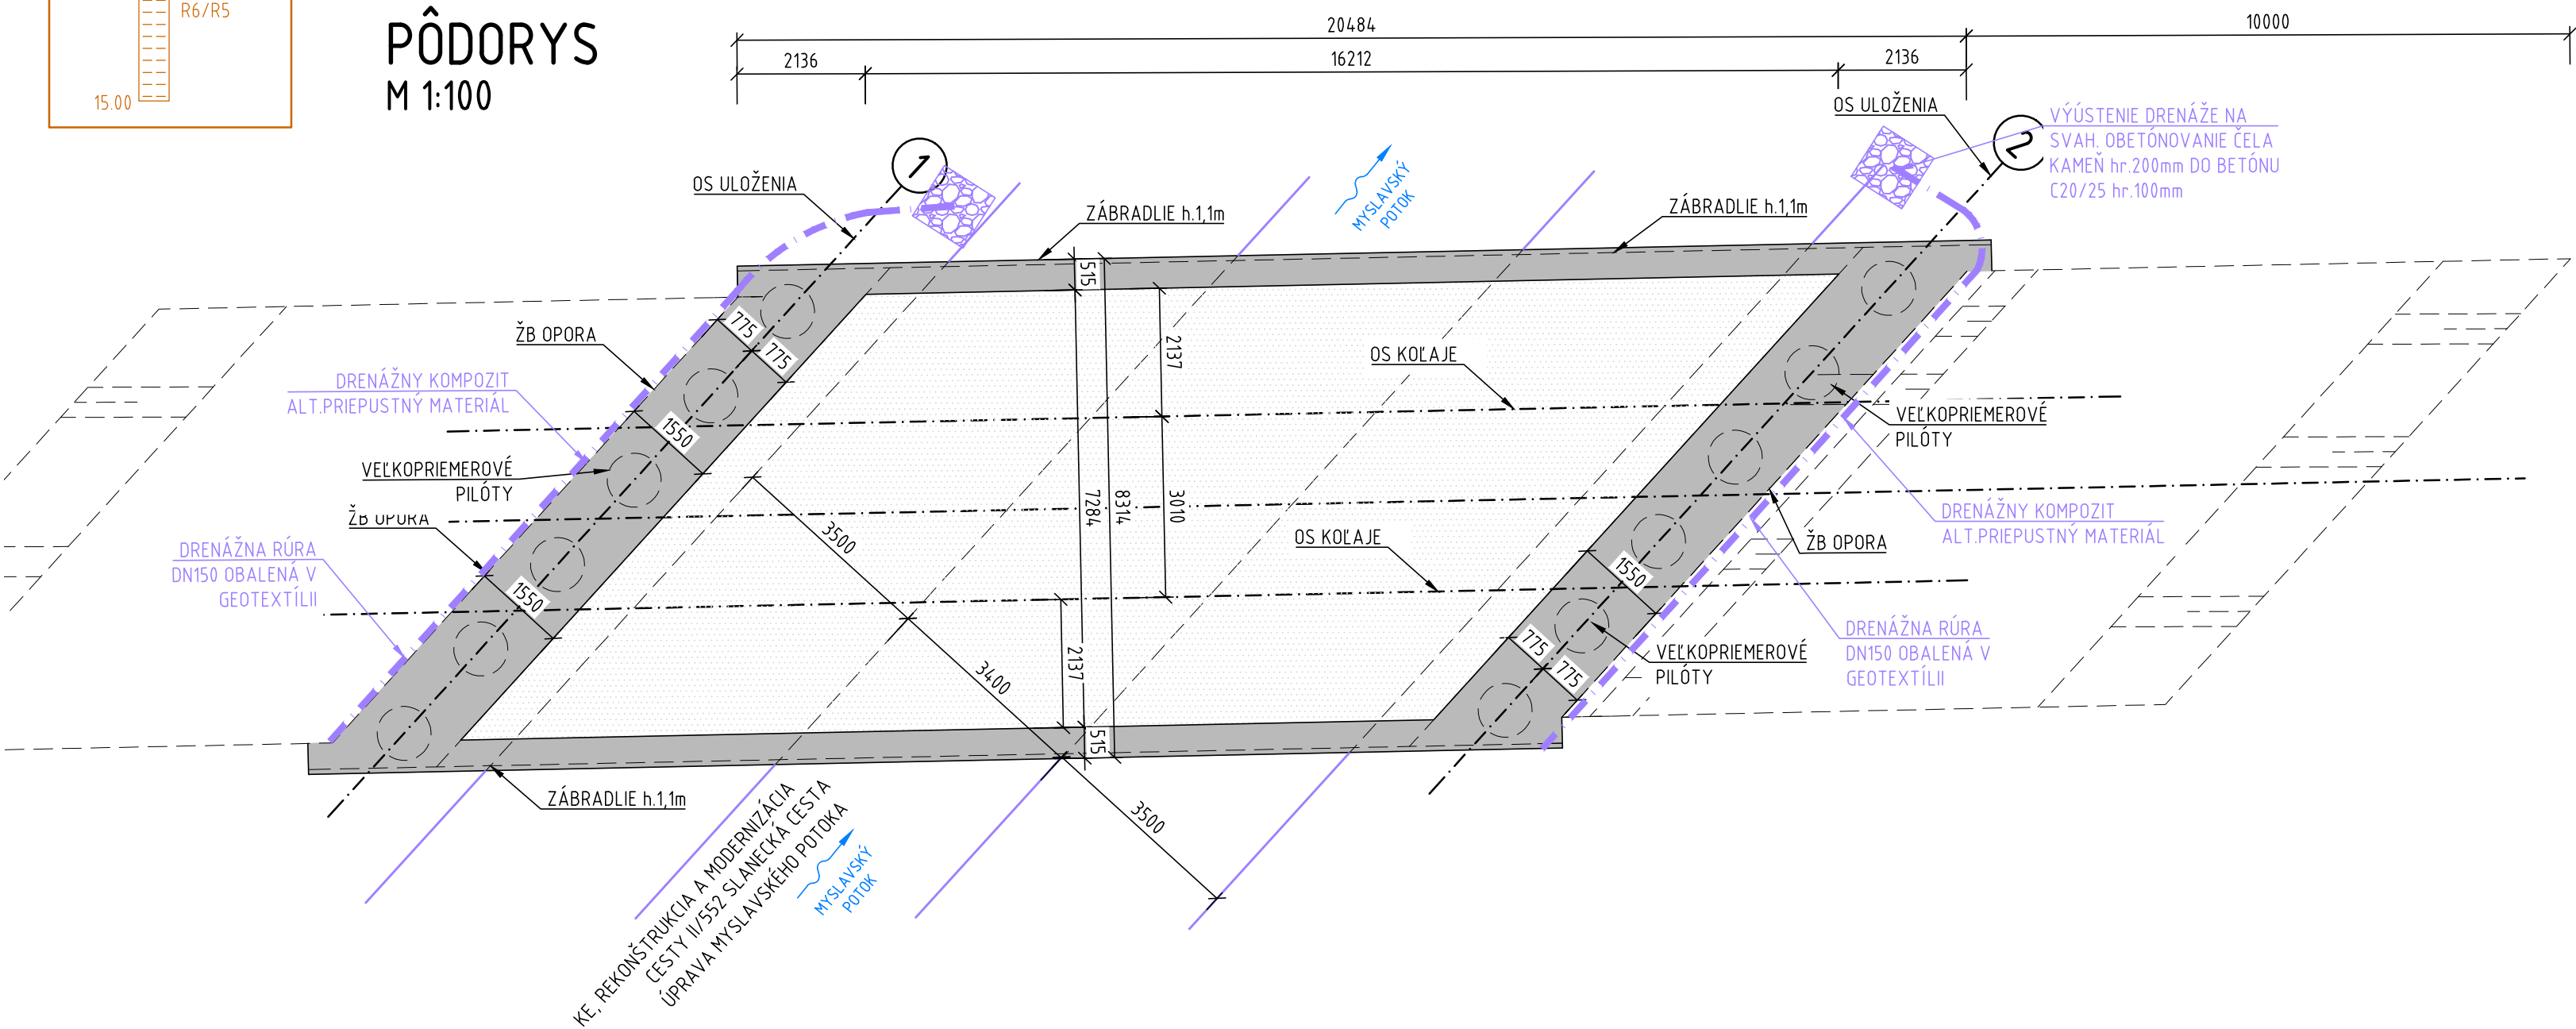 R6/R5
15.00
PÔDORYS
M 1:100
20484
10000
2136
16212
2136
OS ULOŽENIA
1
OS ULOŽENIA
2
VÝÚSTENIE DRENÁŽE NA
SVAH. OBETÓNOVANIE ČELA
KAMEŇ hr.200mm DO BETÓNU
C20/25 hr.100mm
MYSLAVSKÝ
POTOK
ZÁBRADLIE h.1,1m
ZÁBRADLIE h.1,1m
515
775
775
2137
ŽB OPORA
OS KOĽAJE
DRENÁŽNY KOMPOZIT
ALT.PRIEPUSTNÝ MATERIÁL
1550
VEĽKOPRIEMEROVÉ
PILÓTY
VEĽKOPRIEMEROVÉ
PILÓTY
7284
8314
3010
ŽB OPORA
3500
OS KOĽAJE
DRENÁŽNY KOMPOZIT
ALT.PRIEPUSTNÝ MATERIÁL
ŽB OPORA
DRENÁŽNA RÚRA
DN150 OBALENÁ V
GEOTEXTÍLII
1550
1550
DRENÁŽNA RÚRA
DN150 OBALENÁ V
GEOTEXTÍLII
2137
3400
775
775
VEĽKOPRIEMEROVÉ
PILÓTY
515
ZÁBRADLIE h.1,1m
3500
KE, REKONŠTRUKCIA A MODERNIZÁCIA
CESTY II/552 SLANECKÁ CESTA
ÚPRAVA MYSLAVSKÉHO POTOKA
MYSLAVSKÝ
POTOK